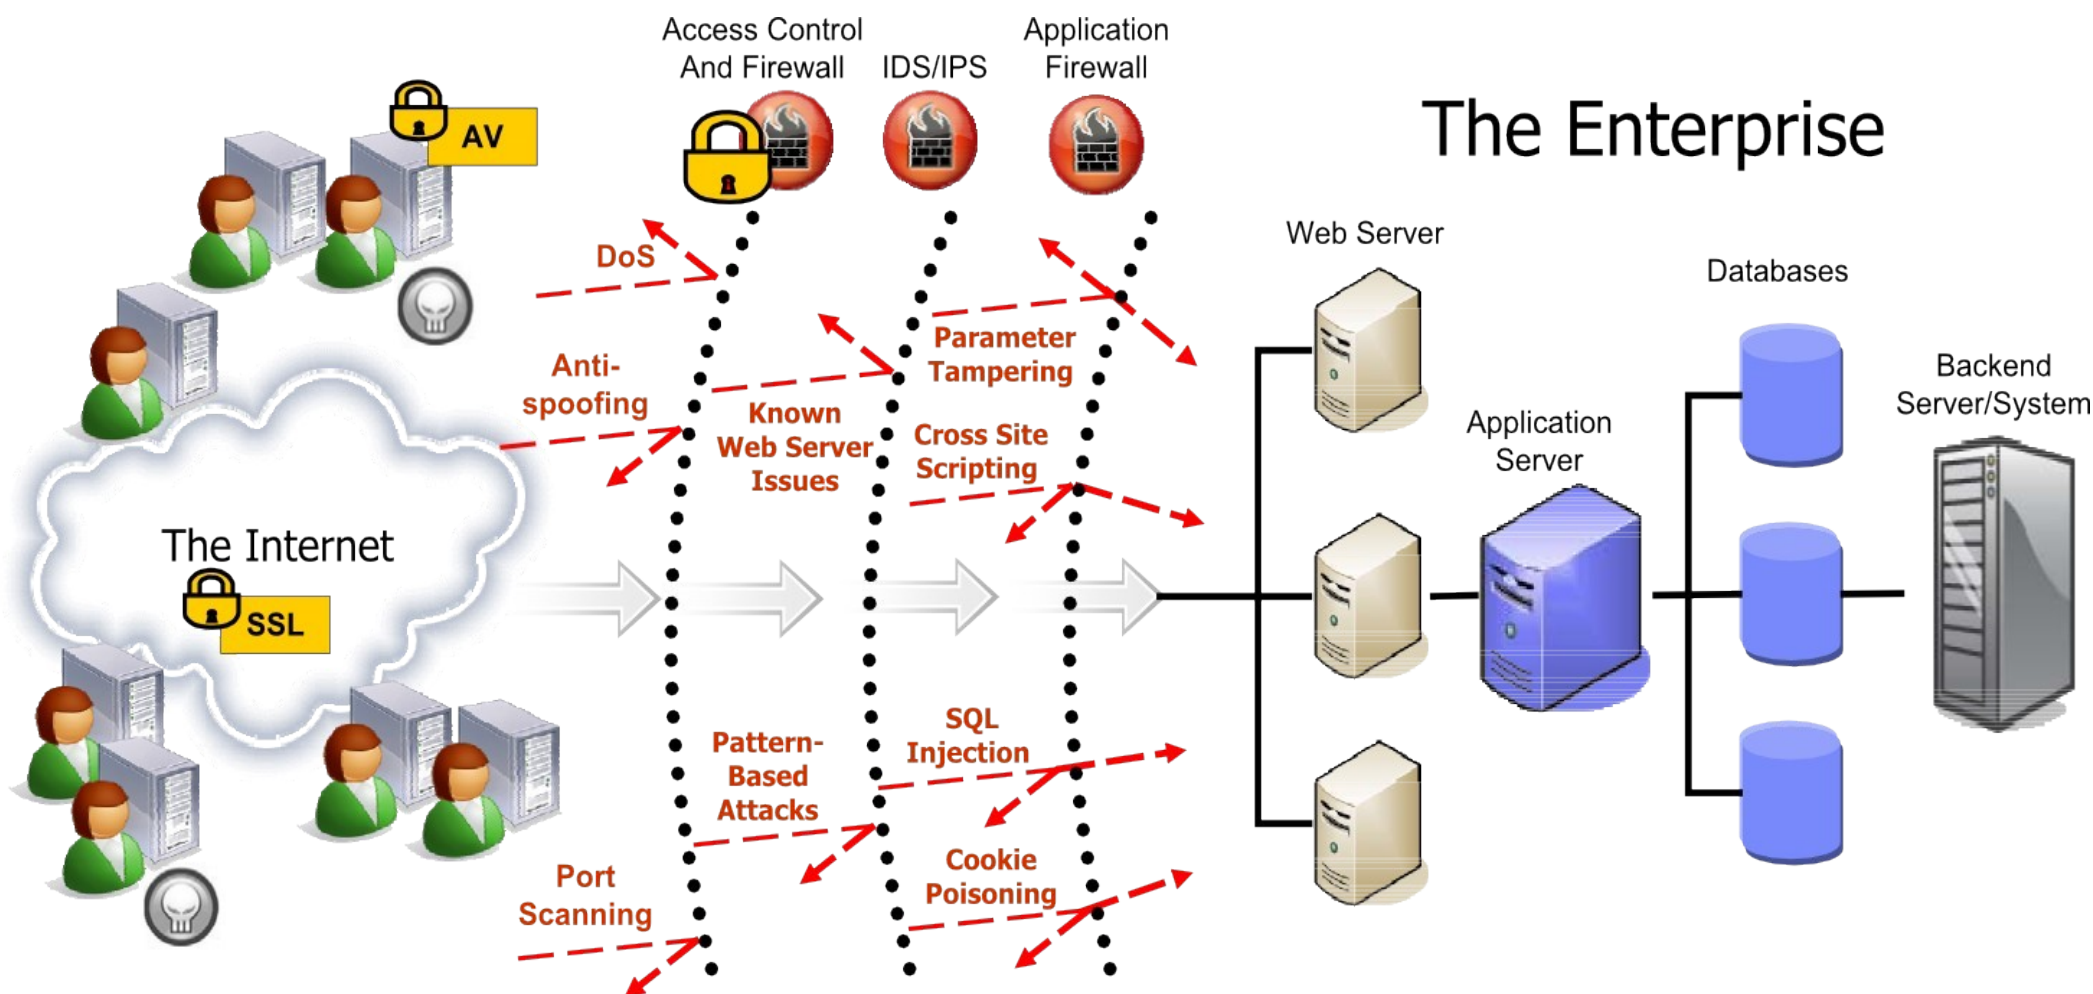 Access Control
And Firewall
IDS/IPS
Application
Firewall
The Enterprise
AV
DoS
Anti-
spoofing
Known
Web Server
Issues
Parameter
Tampering
Cross Site
Scripting
Web Server
Databases
Backend
Server/System
Application
Server
The Internet
SSL
Pattern-
Based
Attacks
SQL
Injection
Port
Scanning
Cookie
Poisoning